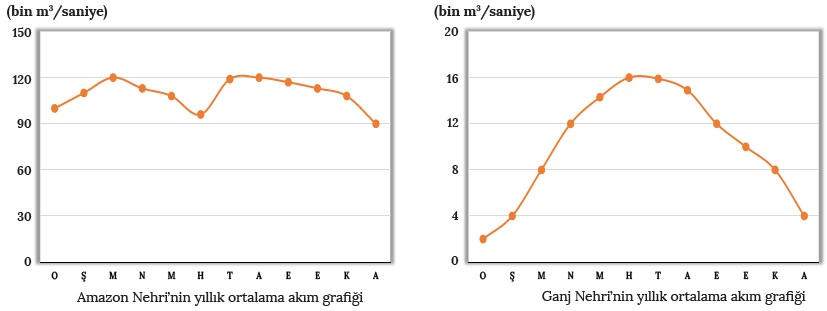 (bin m³/saniye)
150
120
90
60
30
0
O Ş M N M H T A E E K A
Amazon Nehri'nin yıllık ortalama akım grafiği
(bin m³/saniye)
20
16
12
8
4
0
O Ş M N M H T A E E K A
Ganj Nehri'nin yıllık ortalama akım grafiği